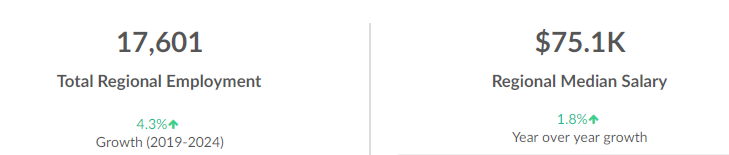 17,601
Total Regional Employment
4.3%
Growth (2019-2024)
$75.1K
Regional Median Salary
1.8%
Year over year growth